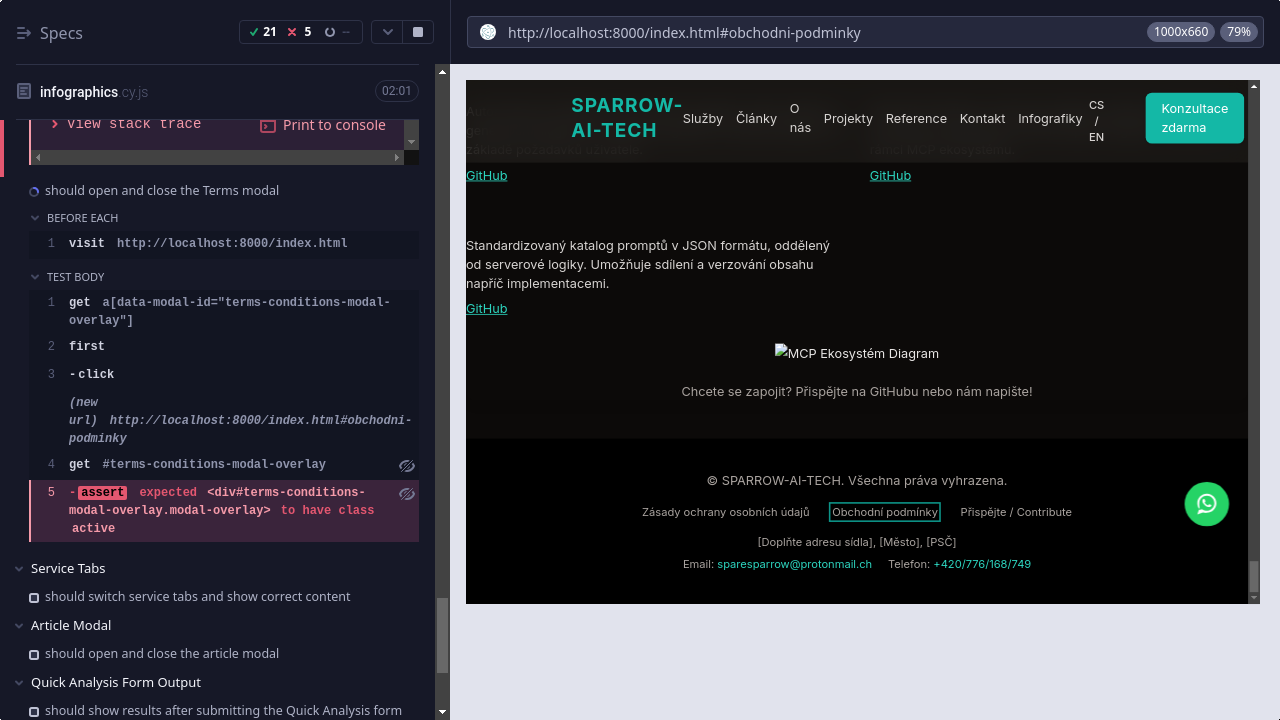 Specs
21
5
--
infographics.cy.js
02:01
View stack trace
Print to console
should open and close the Terms modal
BEFORE EACH
1 visit http://localhost:8000/index.html
TEST BODY
1 get a[data-modal-id="terms-conditions-modal-
overlay"]
2 first
3 -click
(new
url) http://localhost:8000/index.html#obchodni-
podminky
4 get #terms-conditions-modal-overlay
5 -assert expected <div#terms-conditions-
modal-overlay.modal-overlay> to have class
active
Service Tabs
should switch service tabs and show correct content
Article Modal
should open and close the article modal
Quick Analysis Form Output
should show results after submitting the Quick Analysis form
http://localhost:8000/index.html#obchodni-podminky
1000x660
79%
SPARROW-
AI-TECH
Služby
Články
O
nás
Projekty
Reference
Kontakt
Infografiky
CS
/
EN
Konzultace
zdarma
GitHub
GitHub
Standardizovaný katalog promptů v JSON formátu, oddělený
od serverové logiky. Umožňuje sdílení a verzování obsahu
napříč implementacemi.
GitHub
MCP Ekosystém Diagram
Chcete se zapojit? Přispějte na GitHubu nebo nám napište!
© SPARROW-AI-TECH. Všechna práva vyhrazena.
Zásady ochrany osobních údajů
Obchodní podmínky
Přispějte / Contribute
[Doplňte adresu sídla], [Město], [PSČ]
Email: sparesparrow@protonmail.ch Telefon: +420/776/168/749